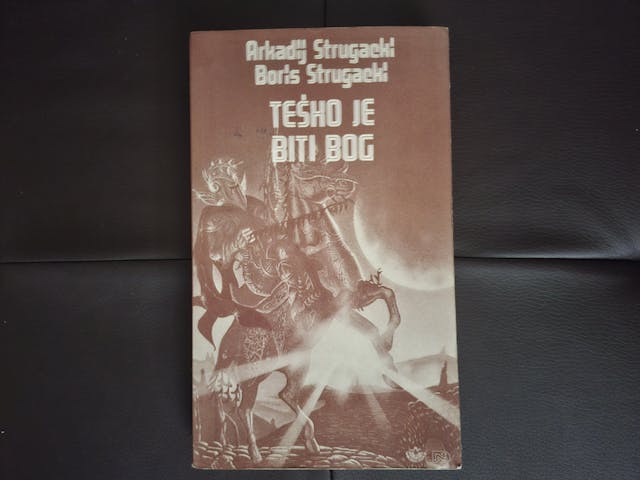 Arkadij Strugacki
Boris Strugacki
TEŠKO JE
BITI BOG